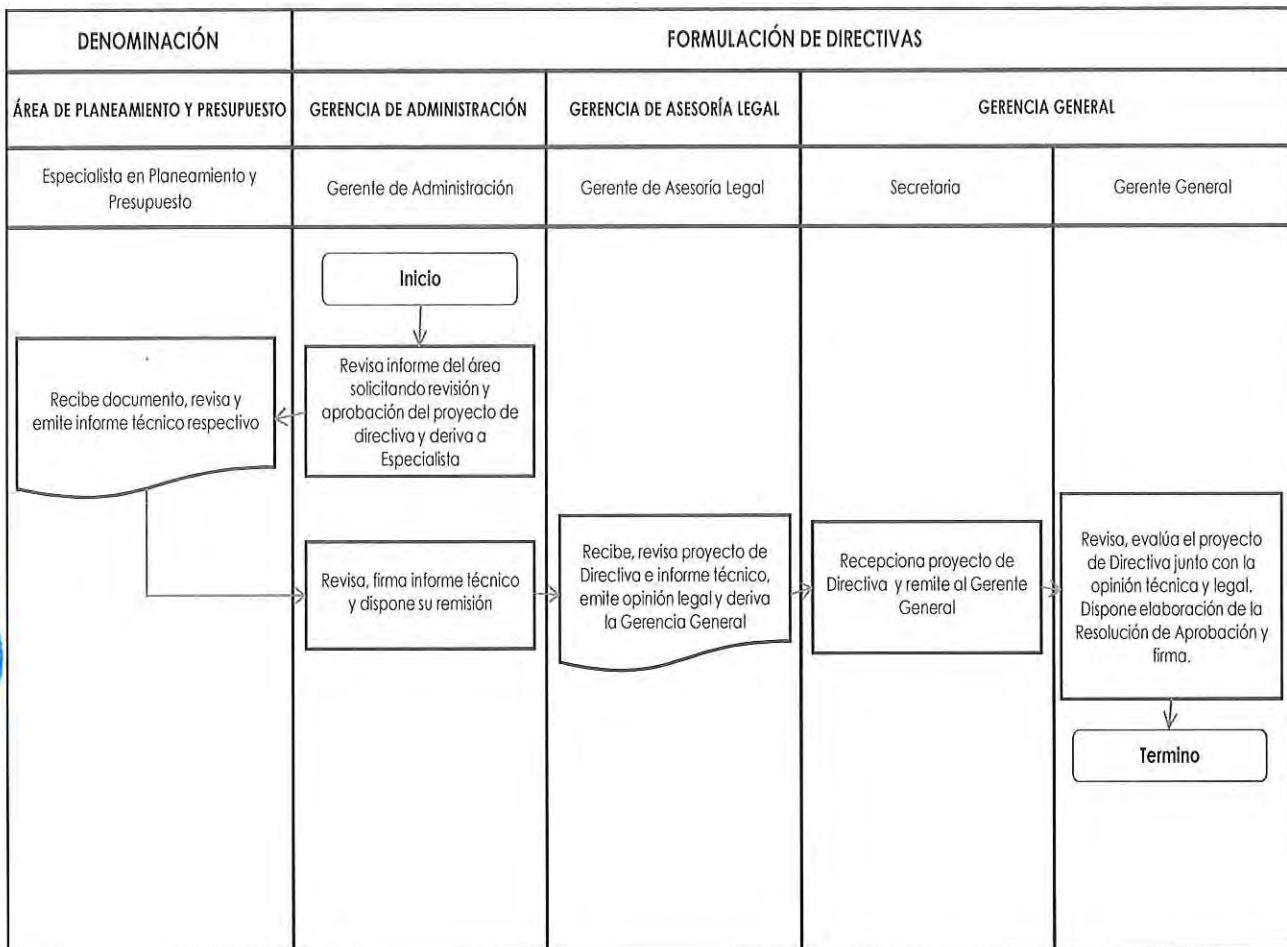 DENOMINACIÓN
FORMULACIÓN DE DIRECTIVAS
ÁREA DE PLANEAMIENTO Y PRESUPUESTO
GERENCIA DE ADMINISTRACIÓN
GERENCIA DE ASESORÍA LEGAL
GERENCIA GENERAL
Especialista en Planeamiento y
Presupuesto
Gerente de Administración
Gerente de Asesoría Legal
Secretaria
Gerente General
Inicio
Revisa informe del área
solicitando revisión y
aprobación del proyecto de
directiva y deriva a
Especialista
Recibe documento, revisa y
emite informe técnico respectivo
Revisa, firma informe técnico
y dispone su remisión
Recibe, revisa proyecto de
Directiva e informe técnico,
emite opinión legal y deriva
la Gerencia General
Recepciona proyecto de
Directiva y remite al Gerente
General
Revisa, evalúa el proyecto
de Directiva junto con la
opinión técnica y legal.
Dispone elaboración de la
Resolución de Aprobación y
firma.
Termino